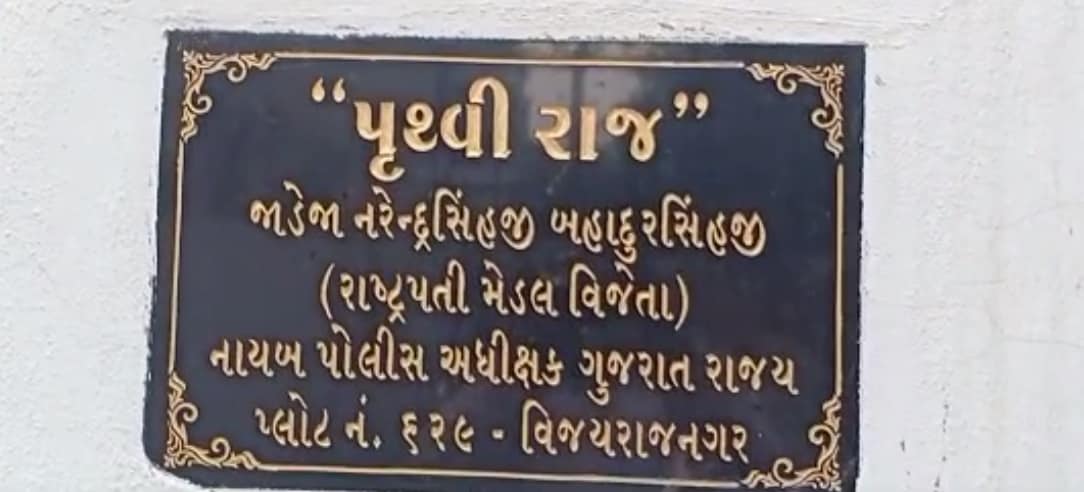 “પૃથ્વી રાજ”
જાડેજા નરેન્દ્રસિંહજી બહાદુરસિંહજી
(રાષ્ટ્રપતી મેડલ વિજેતા)
નાયબ પોલીસ અધીક્ષક ગુજરાત રાજય
પ્લોટ નં. ૬૨૯ - વિજયરાજનગર